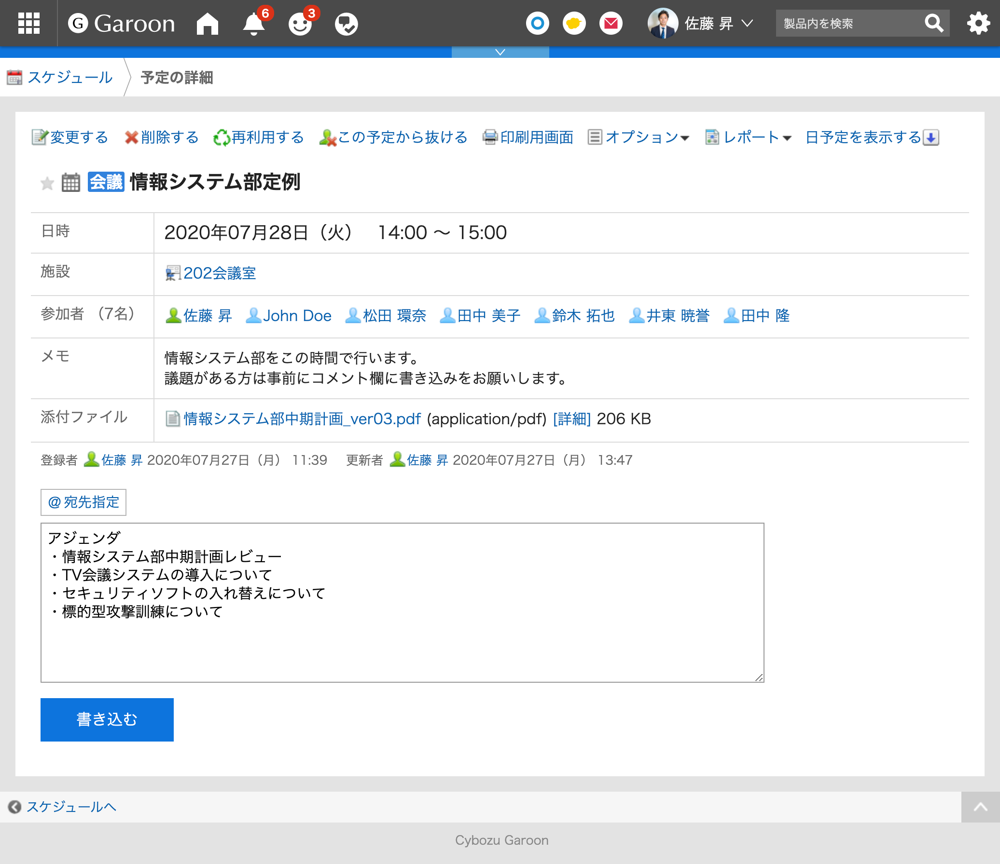 G Garoon 6 3 佐藤 昇 製品内を検索
スケジュール 予定の詳細
変更する 削除する 再利用する この予定から抜ける 印刷用画面 オプション レポート 日予定を表示する
会議 情報システム部定例
日時 2020年07月28日（火） 14:00 〜 15:00
施設 202会議室
参加者 （7名） 佐藤 昇 John Doe 松田 環奈 田中 美子 鈴木 拓也 井東 暁誉 田中 隆
メモ 情報システム部をこの時間で行います。
議題がある方は事前にコメント欄に書き込みをお願いします。
添付ファイル 情報システム部中期計画_ver03.pdf (application/pdf) [詳細] 206 KB
登録者 佐藤 昇 2020年07月27日（月） 11:39 更新者 佐藤 昇 2020年07月27日（月） 13:47
@宛先指定
アジェンダ
・情報システム部中期計画レビュー
・TV会議システムの導入について
・セキュリティソフトの入れ替えについて
・標的型攻撃訓練について
書き込む
スケジュールへ
Cybozu Garoon